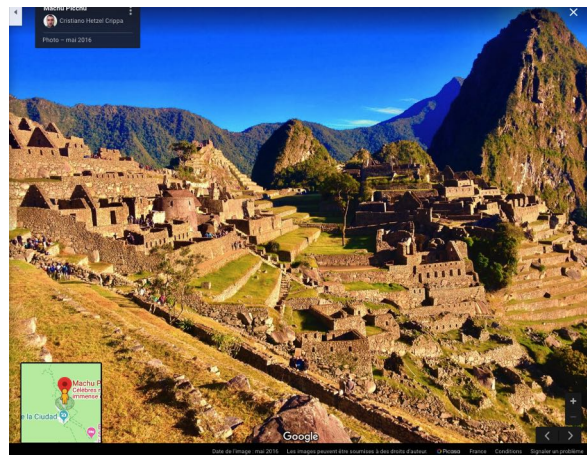 Machu Picchu
Cristiano Hetzel Crippa
Photo – mai 2016
Machu P
Célèbres
immense
e la Ciudad
Google
Date de l'image : mai 2016 Les images peuvent être soumises à des droits d'auteur. Picasa France Conditions Signaler un problème